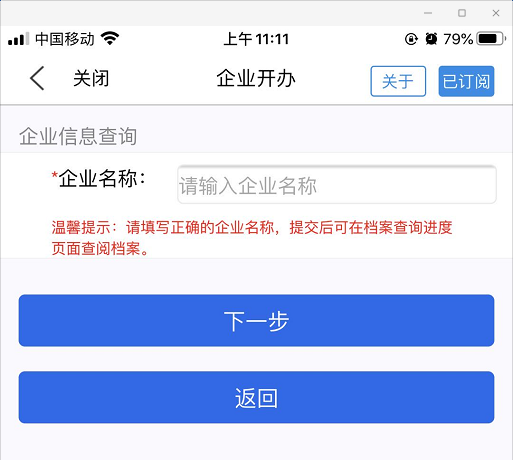 中国移动 上午 11:11 79%
关闭 企业开办 关于 已订阅
企业信息查询
*企业名称： 请输入企业名称
温馨提示：请填写正确的企业名称，提交后可在档案查询进度
页面查阅档案。
下一步
返回